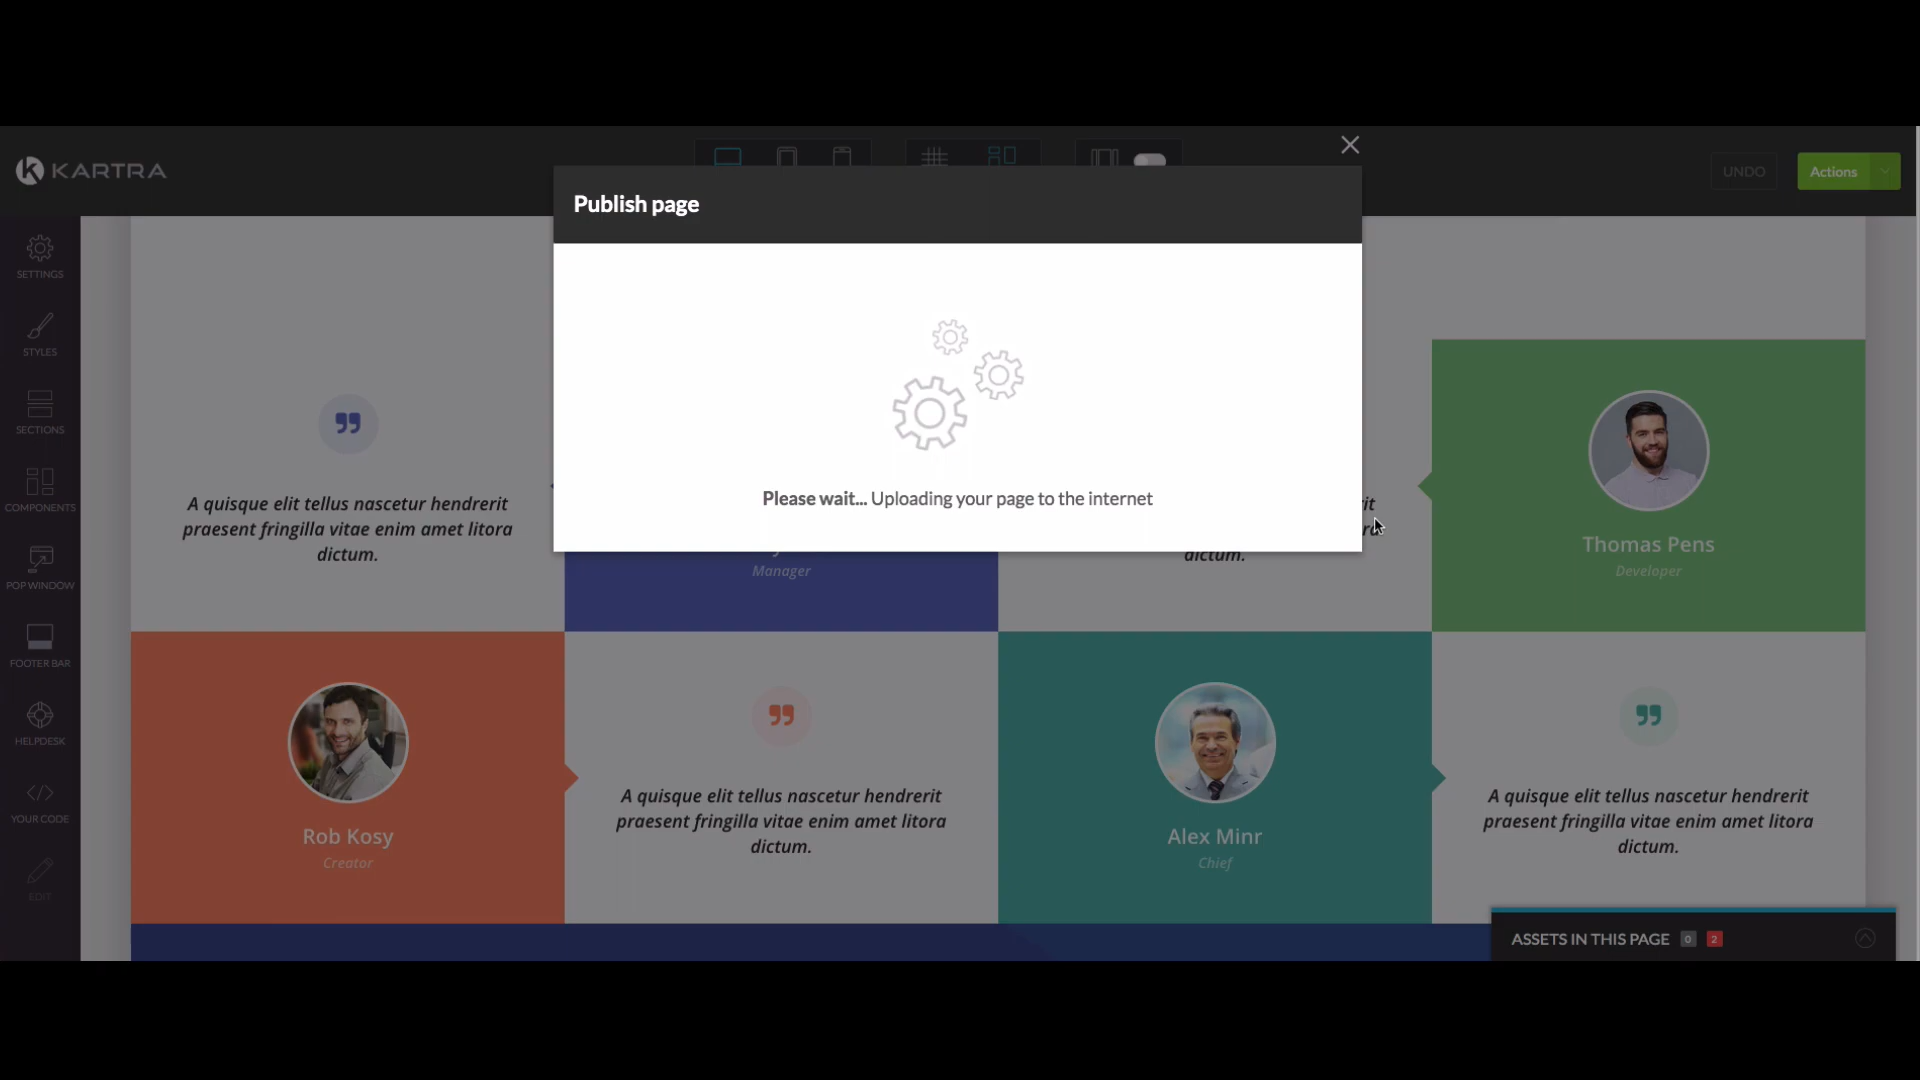 KARTRA
UNDO
Actions
Publish page
SETTINGS
STYLES
SECTIONS
COMPONENTS
POP WINDOW
FOOTER BAR
HELPDESK
YOUR CODE
EDIT
Please wait... Uploading your page to the internet
A quisque elit tellus nascetur hendrerit
praesent fringilla vitae enim amet litora
dictum.
Manager
dictum.
Thomas Pens
Developer
Rob Kosy
Creator
A quisque elit tellus nascetur hendrerit
praesent fringilla vitae enim amet litora
dictum.
Alex Minr
Chief
A quisque elit tellus nascetur hendrerit
praesent fringilla vitae enim amet litora
dictum.
ASSETS IN THIS PAGE 0 2